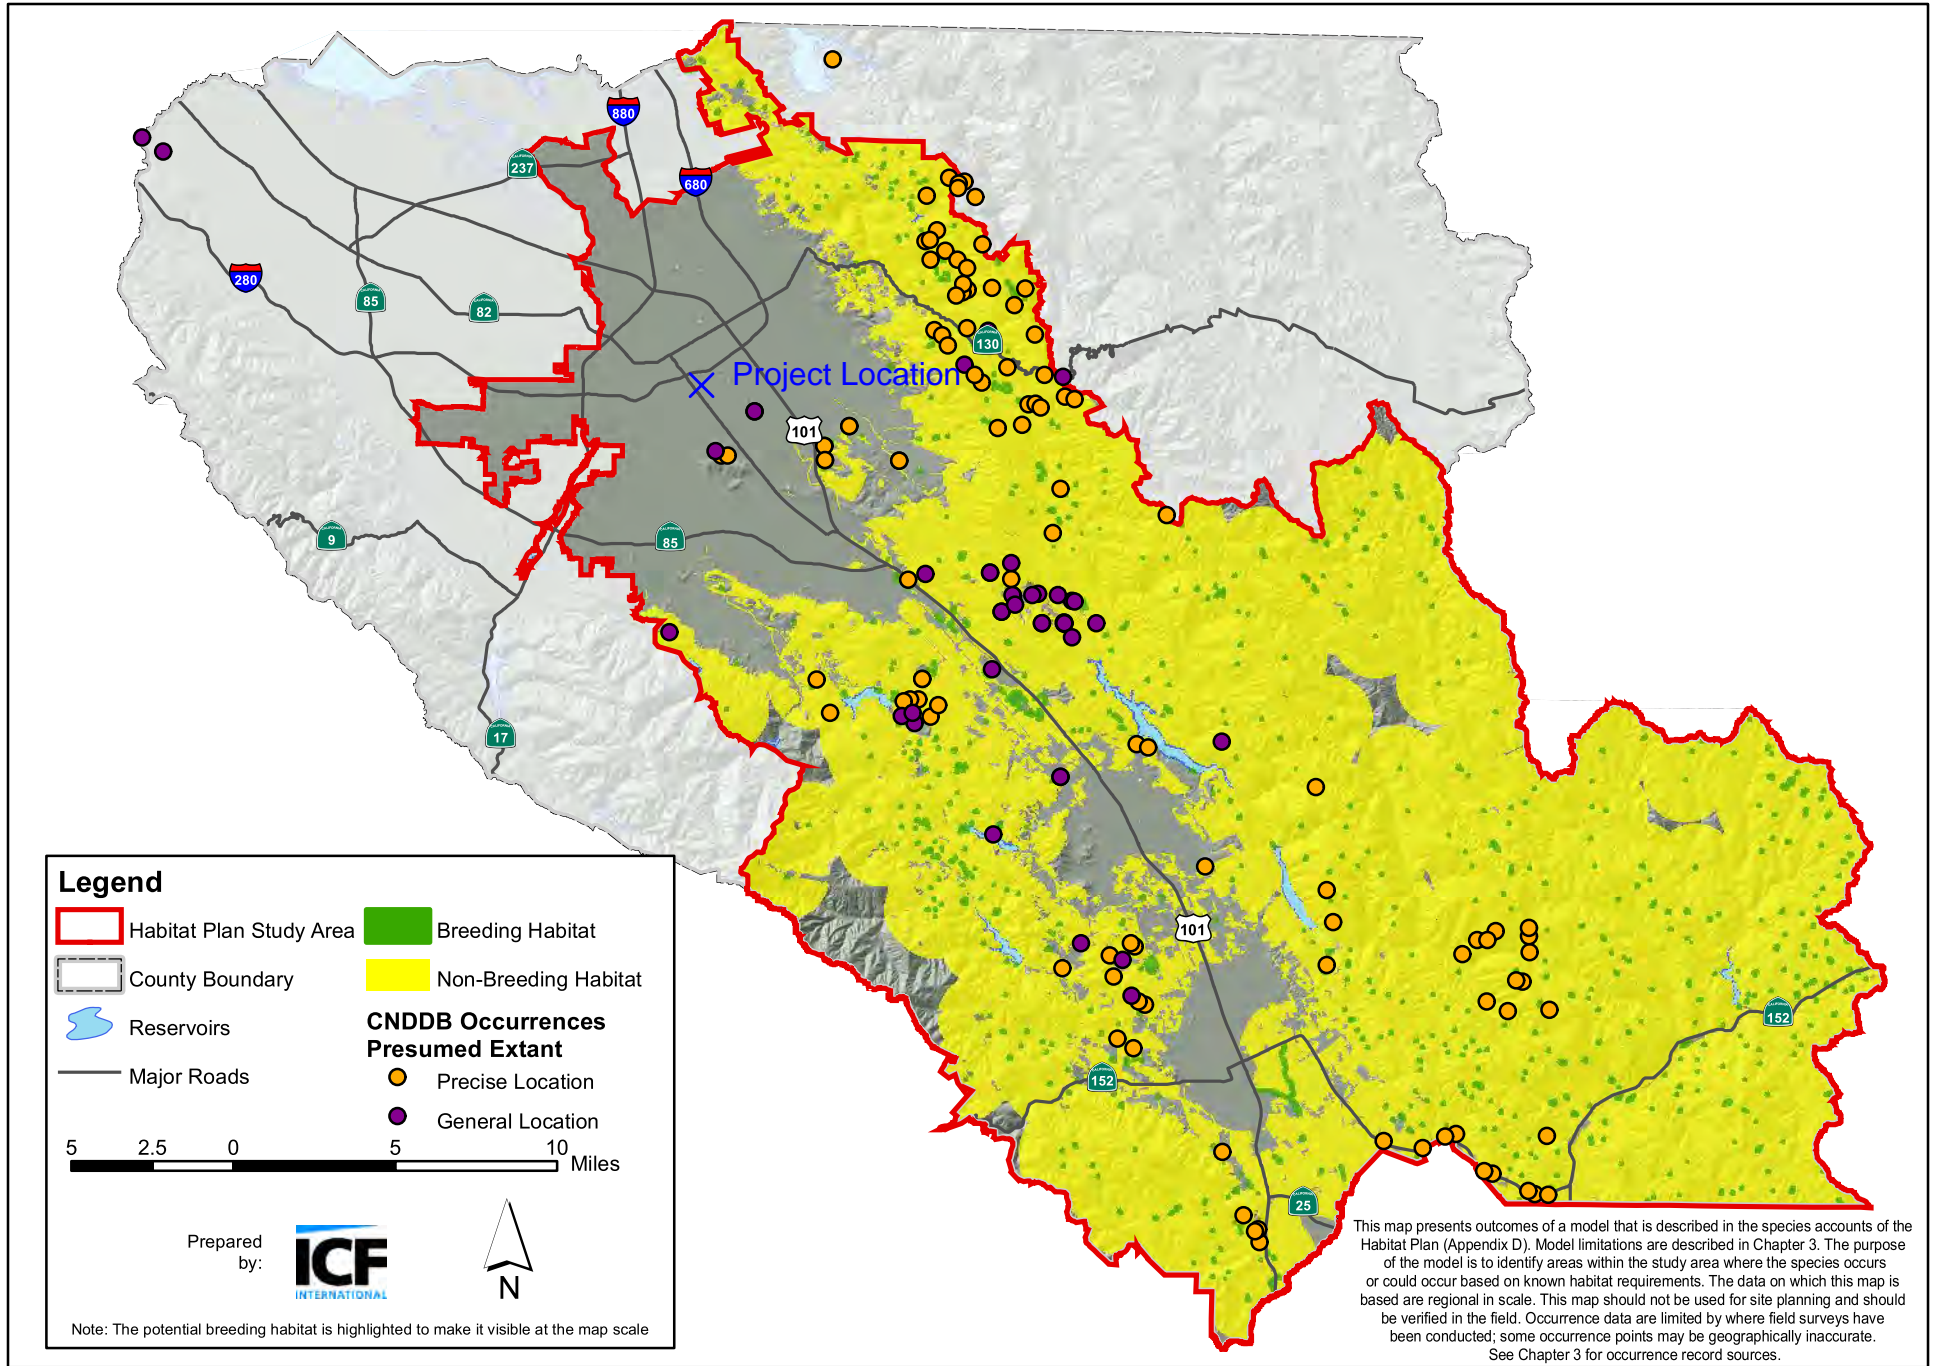 880
237
680
280
85
82
130
Project Location
101
9
85
17
101
152
152
25
Legend
Habitat Plan Study Area
County Boundary
Reservoirs
Major Roads
Breeding Habitat
Non-Breeding Habitat
CNDDB Occurrences
Presumed Extant
Precise Location
General Location
5 2.5 0 5 10
Miles
Prepared
by:
ICF
INTERNATIONAL
N
Note: The potential breeding habitat is highlighted to make it visible at the map scale
This map presents outcomes of a model that is described in the species accounts of the
Habitat Plan (Appendix D). Model limitations are described in Chapter 3. The purpose
of the model is to identify areas within the study area where the species occurs
or could occur based on known habitat requirements. The data on which this map is
based are regional in scale. This map should not be used for site planning and should
be verified in the field. Occurrence data are limited by where field surveys have
been conducted; some occurrence points may be geographically inaccurate.
See Chapter 3 for occurrence record sources.